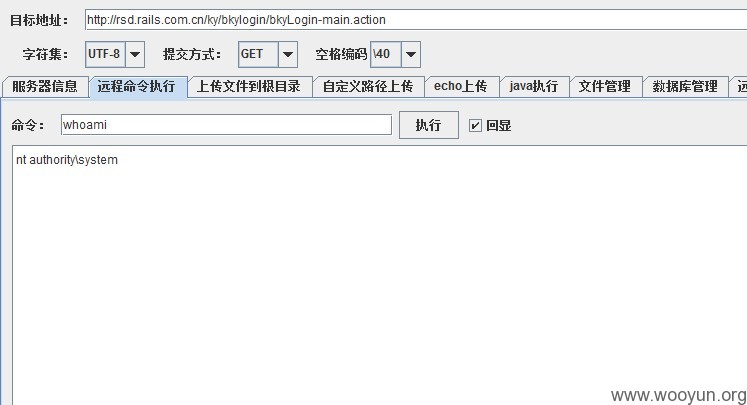 目标地址： http://rsd.rails.com.cn/ky/bkylogin/bkyLogin-main.action
字符集： UTF-8 提交方式： GET 空格编码 \40
服务器信息 远程命令执行 上传文件到根目录 自定义路径上传 echo上传 java执行 文件管理 数据库管理 远
命令： whoami 执行 回显
nt authority\system
www.wooyun.org